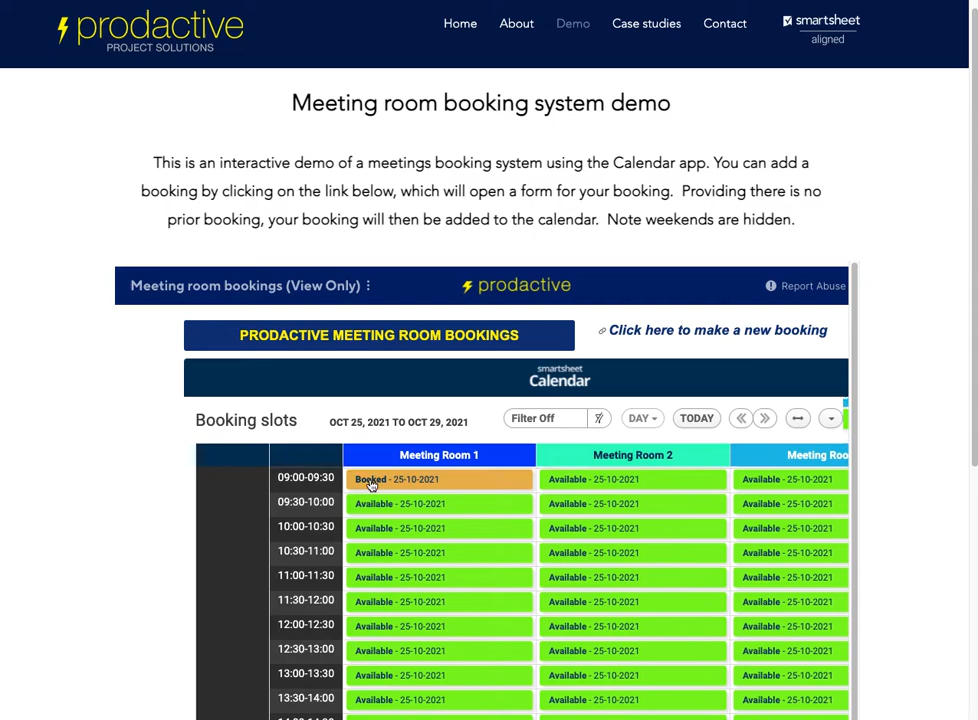 prodactive
PROJECT SOLUTIONS
Home About Demo Case studies Contact
smartsheet
aligned
Meeting room booking system demo
This is an interactive demo of a meetings booking system using the Calendar app. You can add a
booking by clicking on the link below, which will open a form for your booking. Providing there is no
prior booking, your booking will then be added to the calendar. Note weekends are hidden.
Meeting room bookings (View Only) prodactive Report Abuse
PRODACTIVE MEETING ROOM BOOKINGS Click here to make a new booking
smartsheet
Calendar
Booking slots OCT 25, 2021 TO OCT 29, 2021 Filter Off DAY TODAY
Meeting Room 1 Meeting Room 2 Meeting Roo
09:00-09:30 Booked - 25-10-2021 Available - 25-10-2021 Available - 25-10-2021
09:30-10:00 Available - 25-10-2021 Available - 25-10-2021 Available - 25-10-2021
10:00-10:30 Available - 25-10-2021 Available - 25-10-2021 Available - 25-10-2021
10:30-11:00 Available - 25-10-2021 Available - 25-10-2021 Available - 25-10-2021
11:00-11:30 Available - 25-10-2021 Available - 25-10-2021 Available - 25-10-2021
11:30-12:00 Available - 25-10-2021 Available - 25-10-2021 Available - 25-10-2021
12:00-12:30 Available - 25-10-2021 Available - 25-10-2021 Available - 25-10-2021
12:30-13:00 Available - 25-10-2021 Available - 25-10-2021 Available - 25-10-2021
13:00-13:30 Available - 25-10-2021 Available - 25-10-2021 Available - 25-10-2021
13:30-14:00 Available - 25-10-2021 Available - 25-10-2021 Available - 25-10-2021